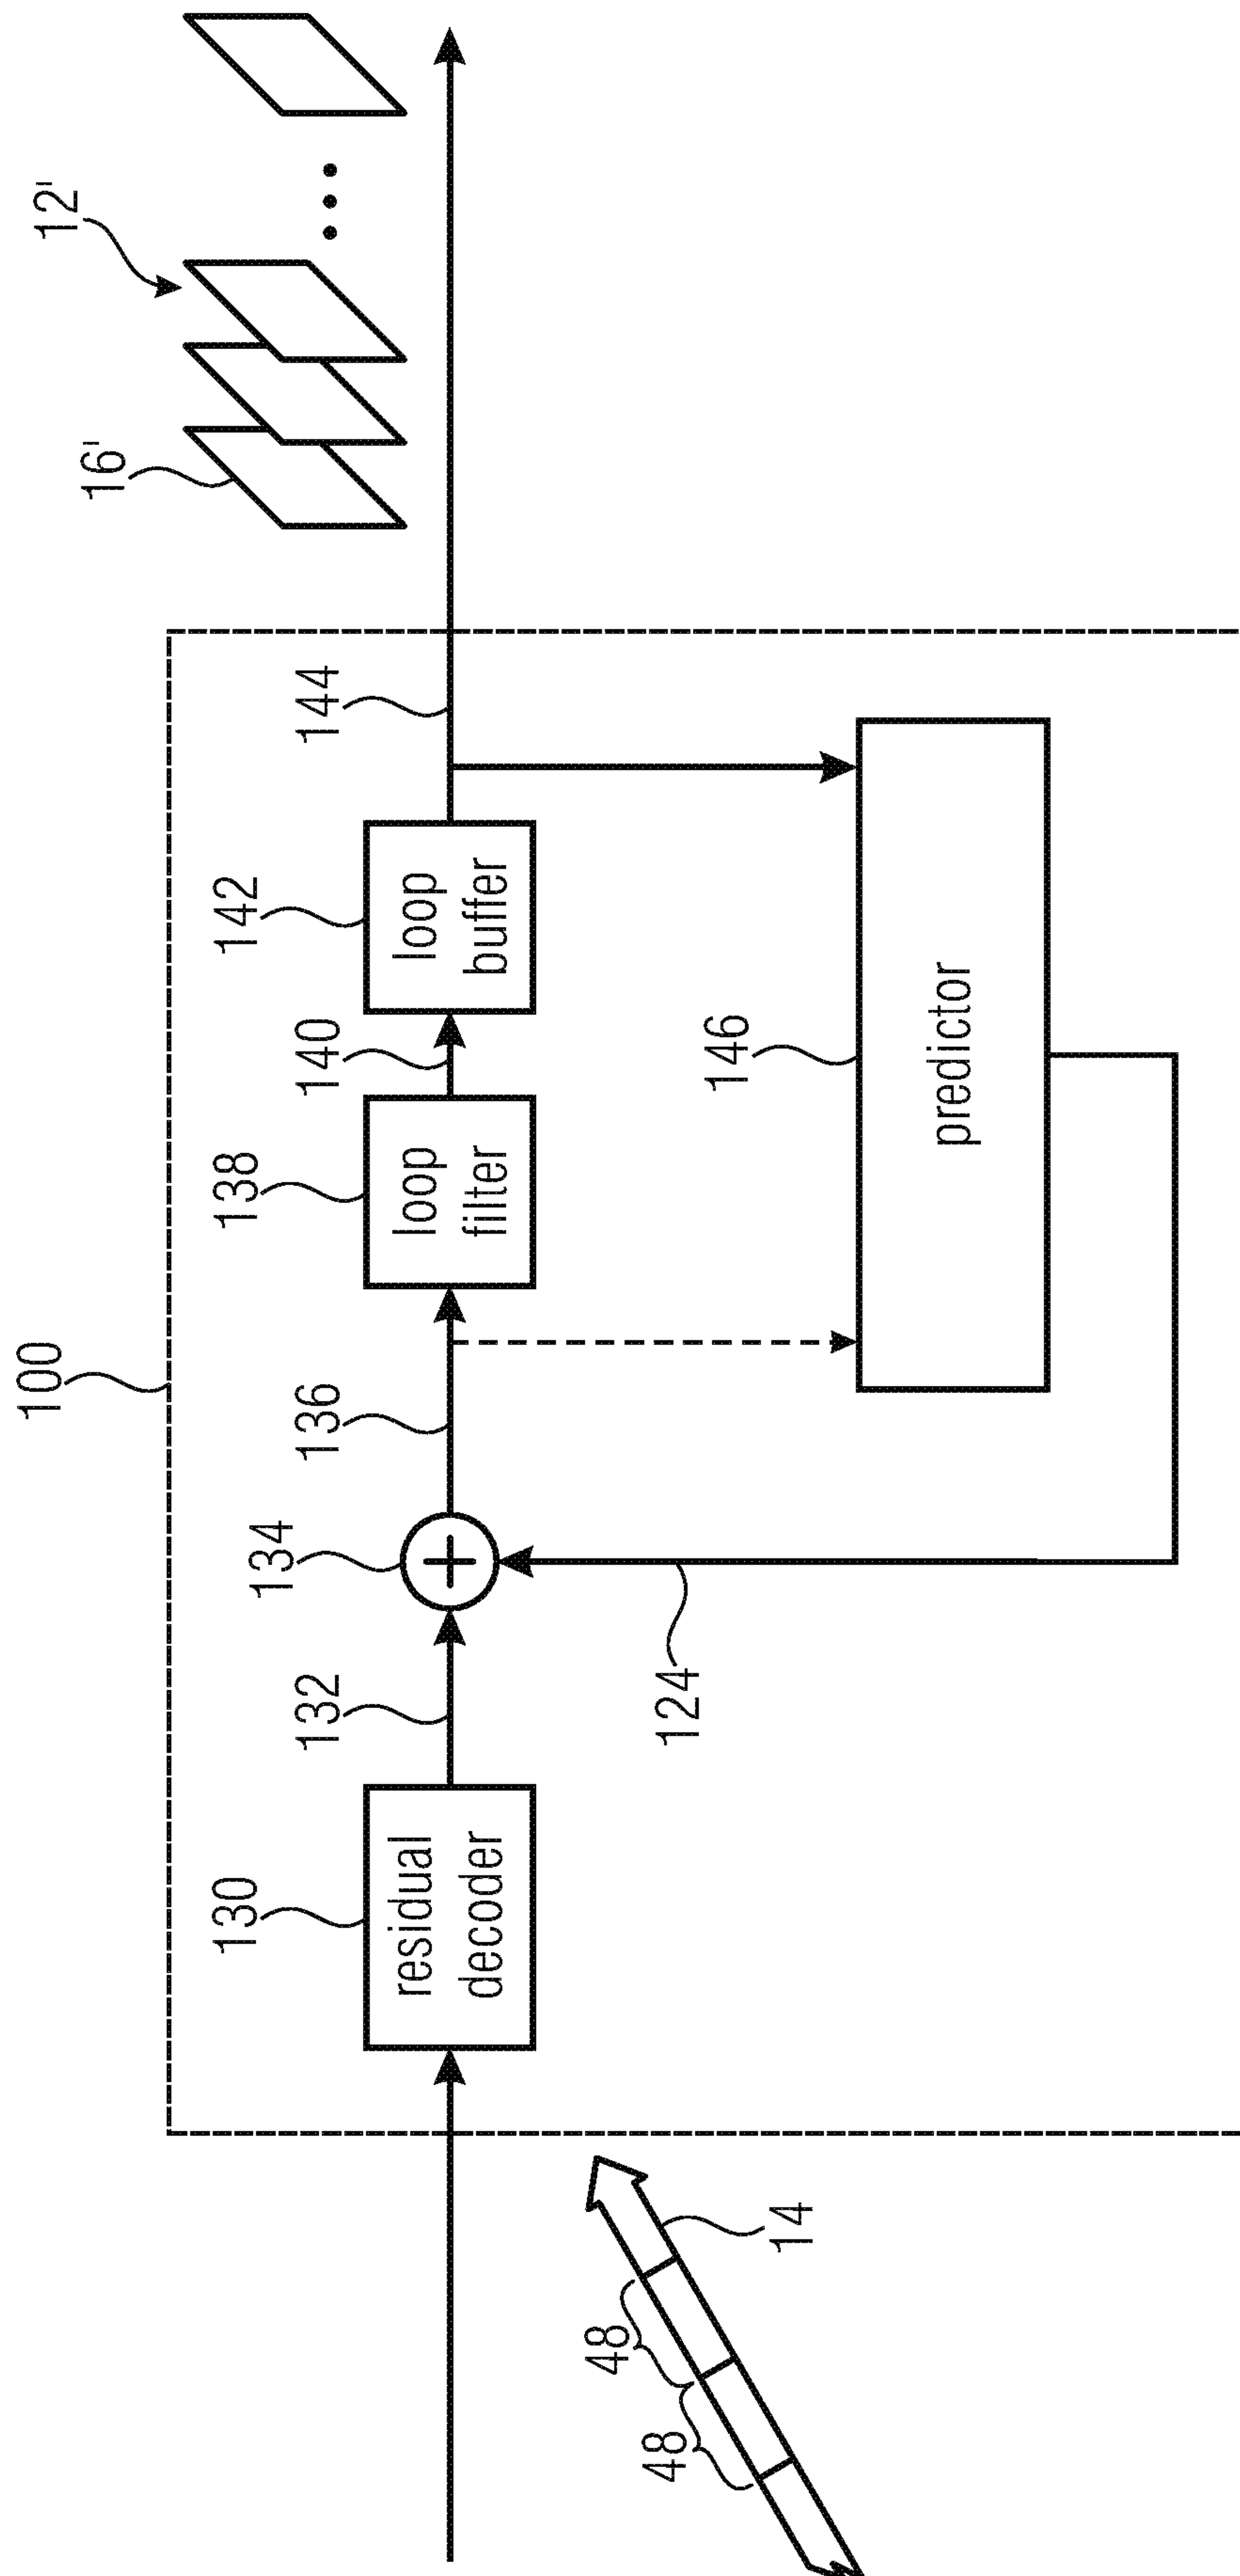 100
12'
16'
130
residual
decoder
132
134
136
138
loop
filter
140
142
loop
buffer
144
124
146
predictor
48
48
14